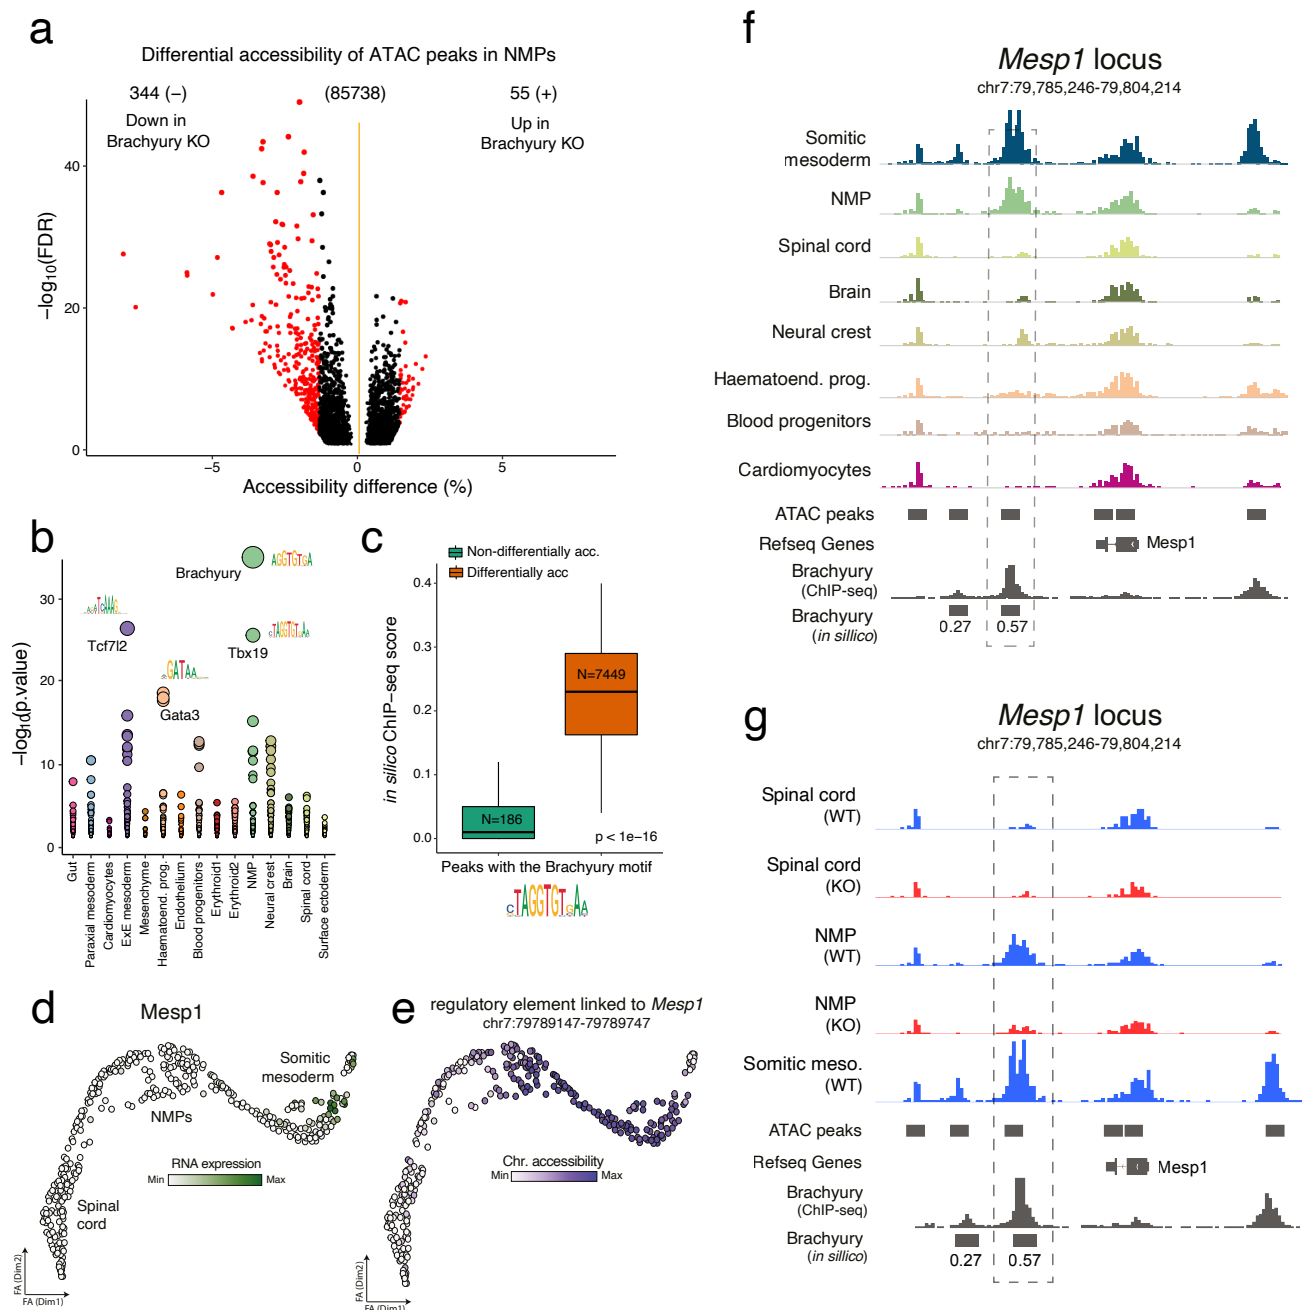 a
Differential accessibility of ATAC peaks in NMPs
344 (−)
(85738)
55 (+)
Down in
Brachyury KO
Up in
Brachyury KO
−log10(FDR)
40
20
0
−5
0
5
Accessibility difference (%)
b
Brachyury
AGGTGTGA
Tcf7l2
Tbx19
Gata3
GATAA
−log10(p.value)
30
20
10
0
Gut
Paraxial mesoderm
Cardiomyocytes
ExE mesoderm
Mesenchyme
Haematoend. prog.
Endothelium
Blood progenitors
Erythroid1
Erythroid2
NMP
Neural crest
Brain
Spinal cord
Surface ectoderm
c
Non-differentially acc.
Differentially acc
in silico ChIP−seq score
0.4
0.3
0.2
0.1
0.0
N=7449
N=186
p < 1e−16
Peaks with the Brachyury motif
CTAGGTGTGAA
d
Mesp1
Somitic
mesoderm
NMPs
RNA expression
Min
Max
Spinal
cord
FA (Dim2)
FA (Dim1)
e
regulatory element linked to Mesp1
chr7:79789147-79789747
Chr. accessibility
Min
Max
FA (Dim2)
FA (Dim1)
f
Mesp1 locus
chr7:79,785,246-79,804,214
Somitic
mesoderm
NMP
Spinal cord
Brain
Neural crest
Haematoend. prog.
Blood progenitors
Cardiomyocytes
ATAC peaks
Refseq Genes
Mesp1
Brachyury
(ChIP-seq)
Brachyury
(in sillico)
0.27
0.57
g
Mesp1 locus
chr7:79,785,246-79,804,214
Spinal cord
(WT)
Spinal cord
(KO)
NMP
(WT)
NMP
(KO)
Somitic meso.
(WT)
ATAC peaks
Refseq Genes
Mesp1
Brachyury
(ChIP-seq)
Brachyury
(in sillico)
0.27
0.57